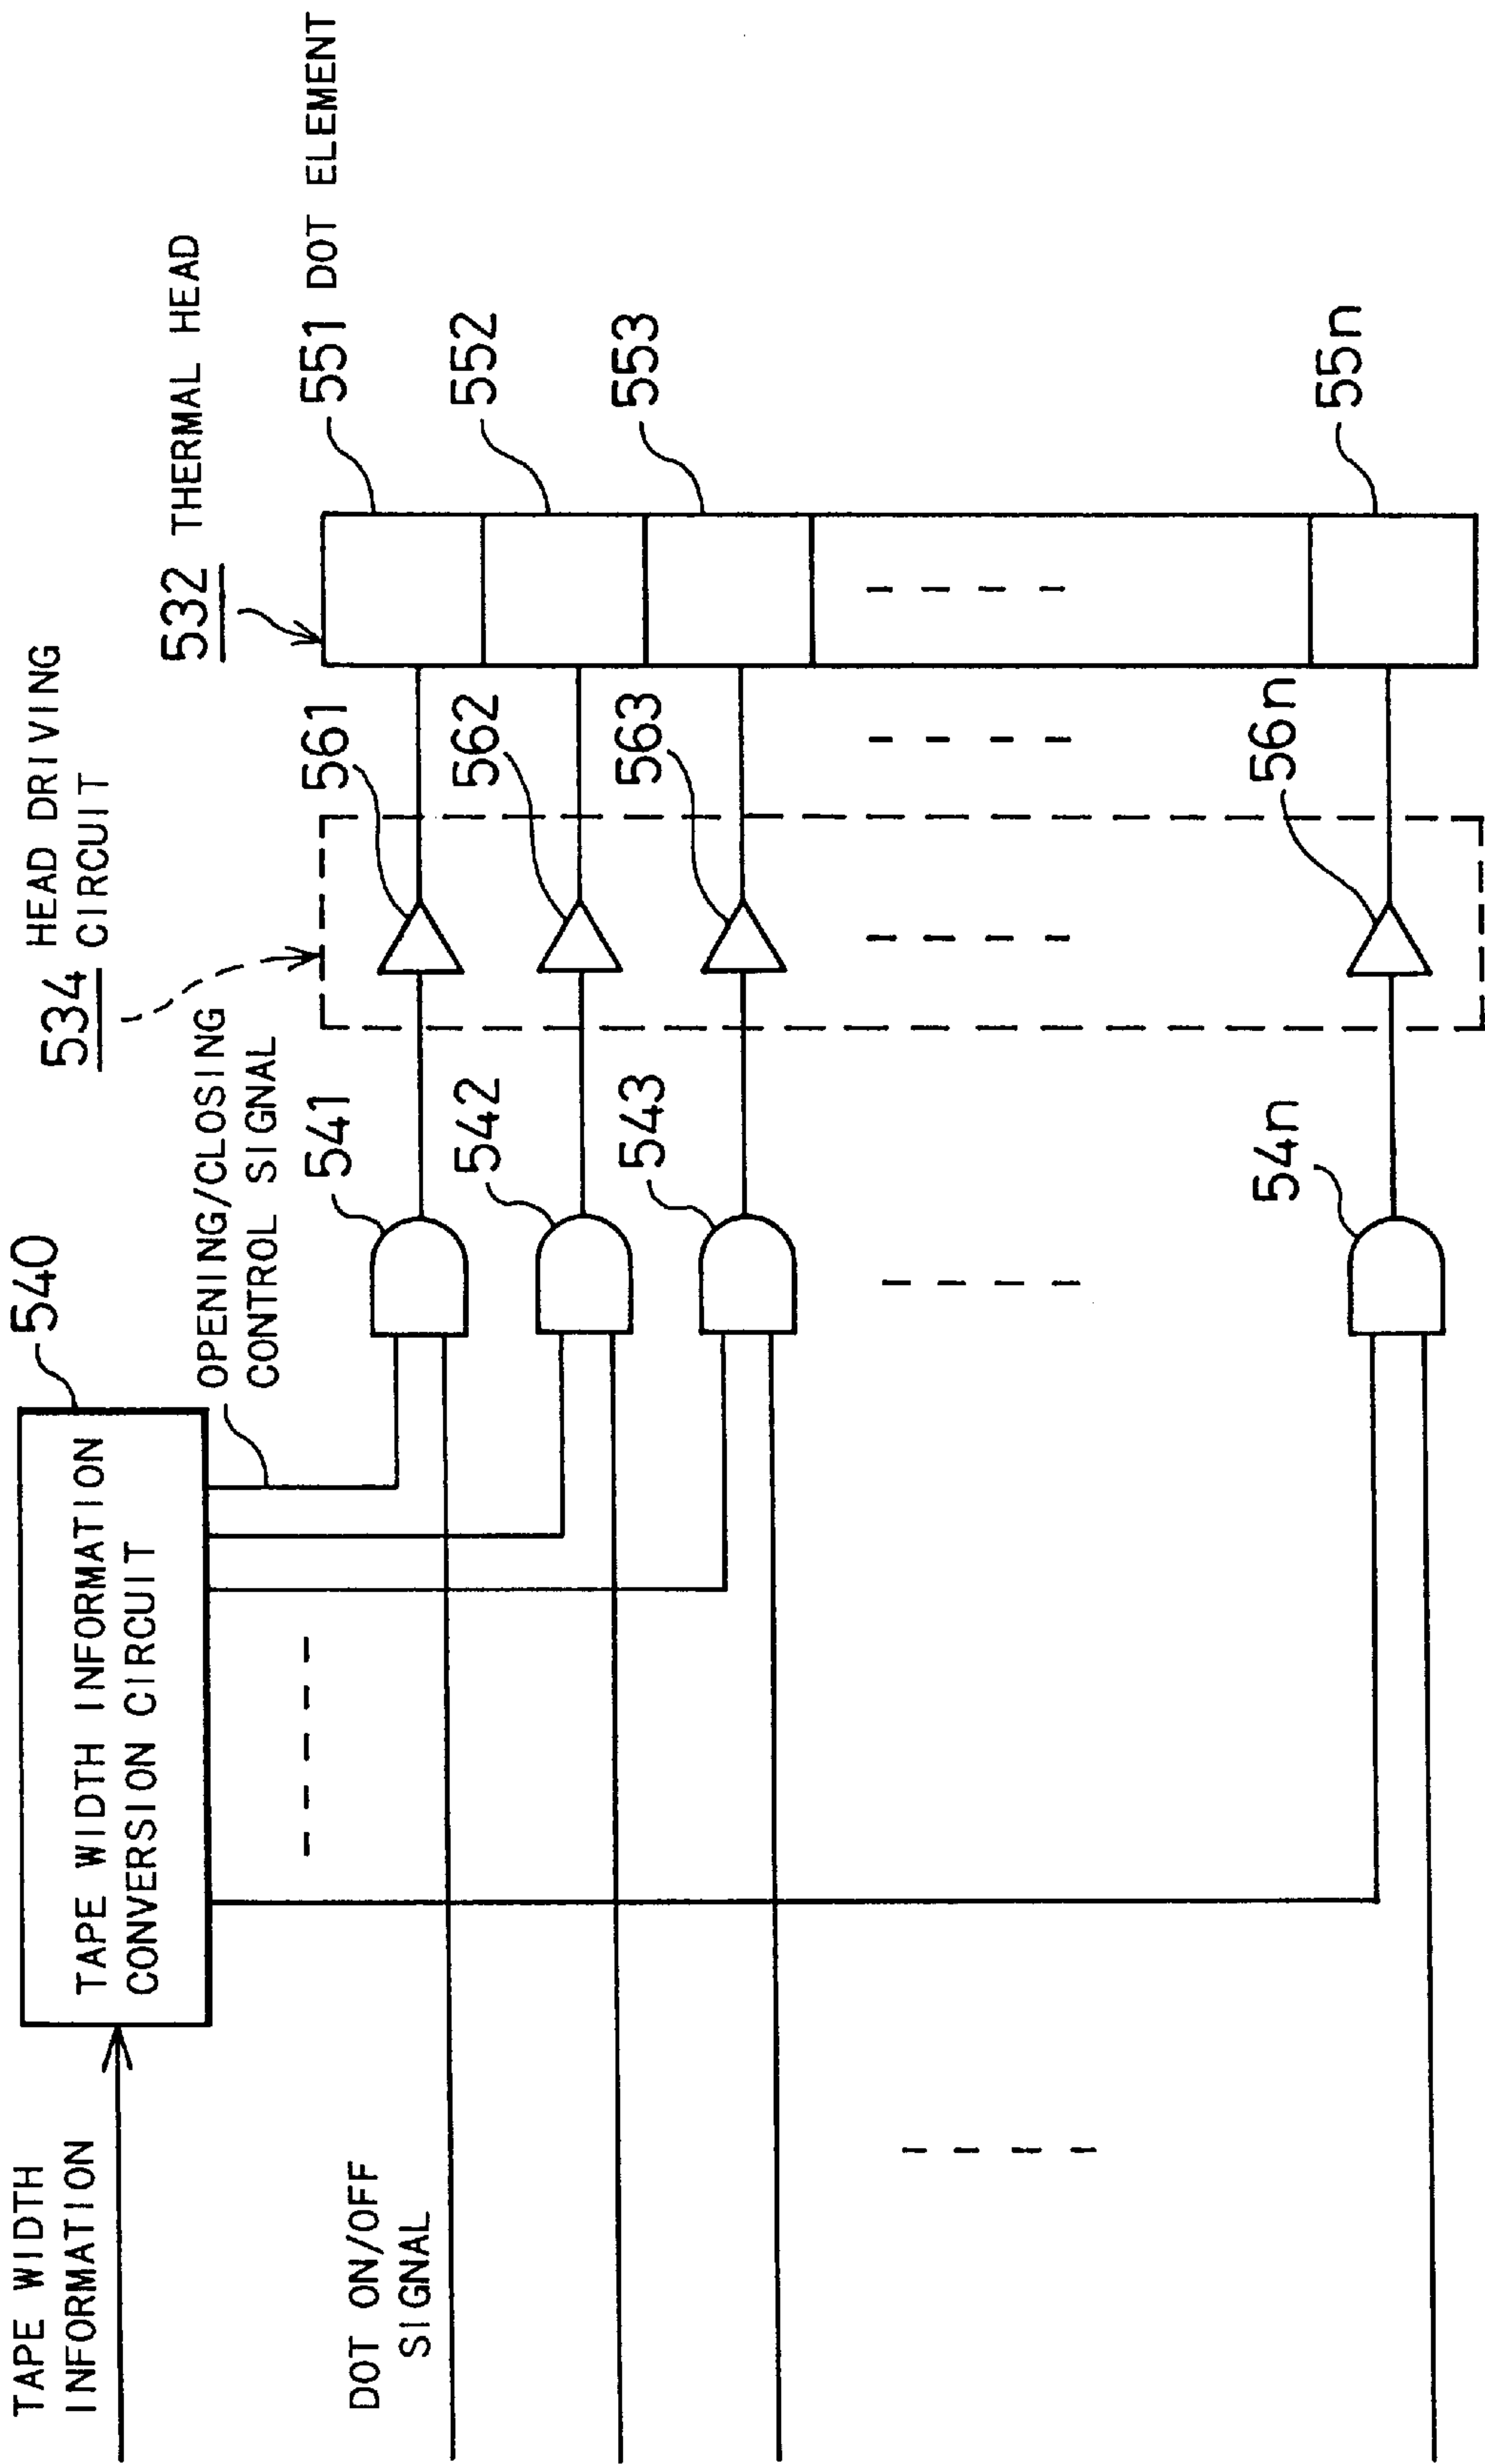 TAPE WIDTH
INFORMATION
TAPE WIDTH INFORMATION
CONVERSION CIRCUIT
540
OPENING/CLOSING
CONTROL SIGNAL
534 HEAD DRIVING
CIRCUIT
532 THERMAL HEAD
DOT ON/OFF
SIGNAL
541
561
551 DOT ELEMENT
542
562
552
543
563
553
54n
56n
55n